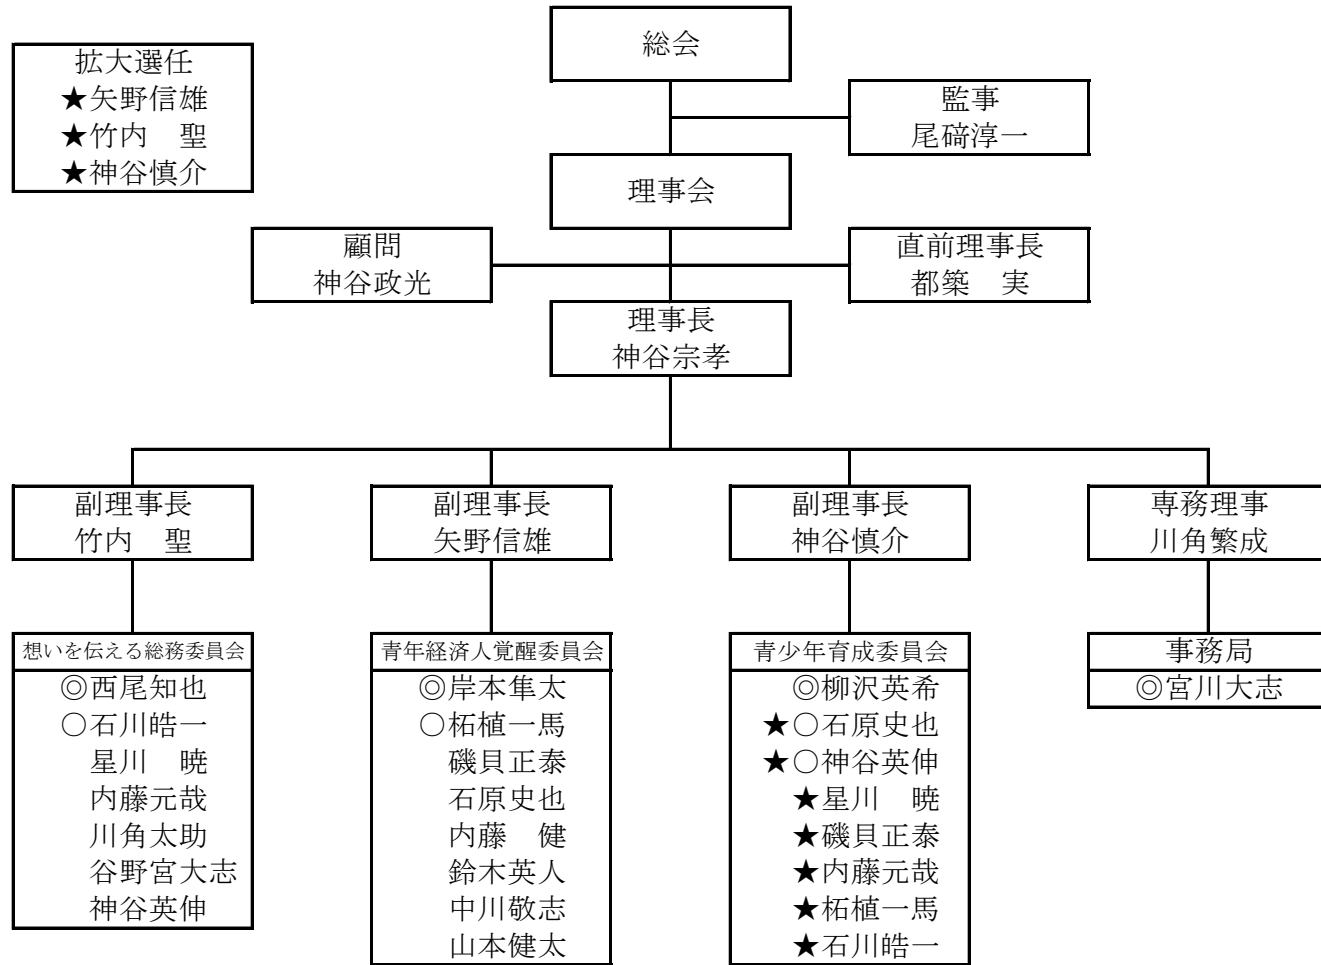 総会
拡大選任
★矢野信雄
★竹内　聖
★神谷慎介
監事
尾碕淳一
理事会
顧問
神谷政光
直前理事長
都築　実
理事長
神谷宗孝
副理事長
竹内　聖
副理事長
矢野信雄
副理事長
神谷慎介
専務理事
川角繁成
想いを伝える総務委員会
◎西尾知也
○石川皓一
星川　暁
内藤元哉
川角太助
谷野宮大志
神谷英伸
青年経済人覚醒委員会
◎岸本隼太
○柘植一馬
磯貝正泰
石原史也
内藤　健
鈴木英人
中川敬志
山本健太
青少年育成委員会
◎柳沢英希
★○石原史也
★○神谷英伸
★星川　暁
★磯貝正泰
★内藤元哉
★柘植一馬
★石川皓一
事務局
◎宮川大志